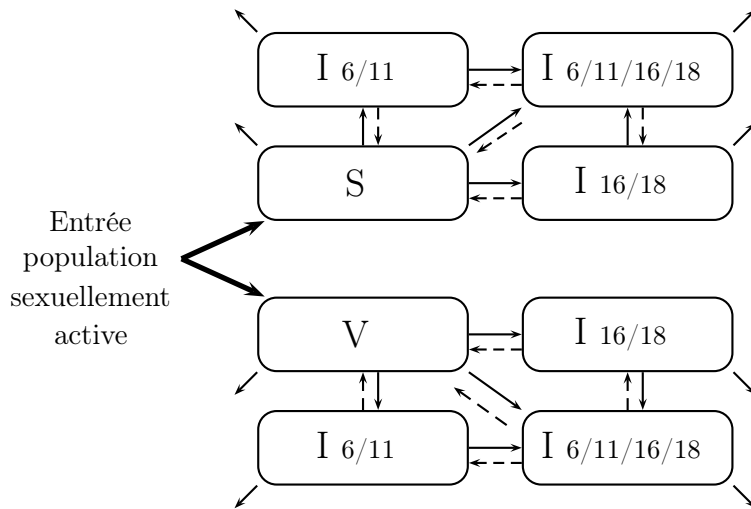 I 6/11
I 6/11/16/18
S
I 16/18
Entrée
population
sexuellement
active
V
I 16/18
I 6/11
I 6/11/16/18